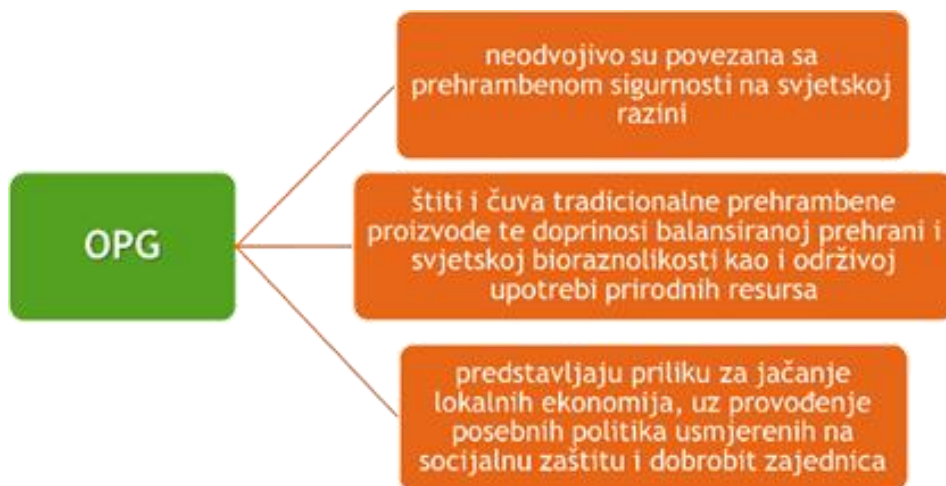 OPG
neodvojivo su povezana sa
prehrambenom sigurnosti na svjetskoj
razini
štiti i čuva tradicionalne prehrambene
proizvode te doprinosi balansiranoj prehrani i
svjetskoj bioraznolikosti kao i održivoj
upotrebi prirodnih resursa
predstavljaju priliku za jačanje
lokalnih ekonomija, uz provođenje
posebnih politika usmjerenih na
socijalnu zaštitu i dobrobit zajednica